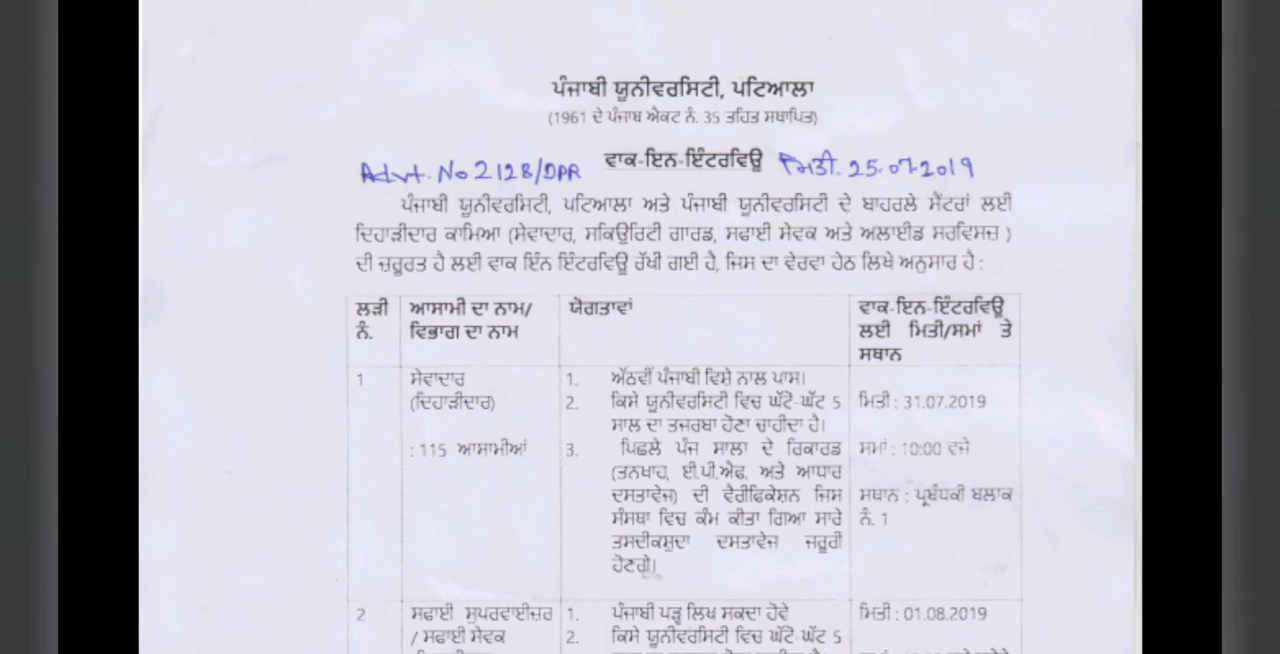 ਪੰਜਾਬੀ ਯੂਨੀਵਰਸਿਟੀ, ਪਟਿਆਲਾ
(1961 ਦੇ ਪੰਜਾਬ ਐਕਟ ਨੰ. 35 ਤਹਿਤ ਸਥਾਪਿਤ)
Advt. No 2128/DPR ਵਾਕ-ਇਨ-ਇੰਟਰਵਿਊ ਮਿਤੀ. 25.07.2019
ਪੰਜਾਬੀ ਯੂਨੀਵਰਸਿਟੀ, ਪਟਿਆਲਾ ਅਤੇ ਪੰਜਾਬੀ ਯੂਨੀਵਰਸਿਟੀ ਦੇ ਬਾਹਰਲੇ ਸੈਂਟਰਾਂ ਲਈ
ਦਿਹਾੜੀਦਾਰ ਕਾਮਿਆ (ਸੇਵਾਦਾਰ, ਸਕਿਉਰਿਟੀ ਗਾਰਡ, ਸਫਾਈ ਸੇਵਕ ਅਤੇ ਅਲਾਈਡ ਸਰਵਿਸਜ਼ )
ਦੀ ਜ਼ਰੂਰਤ ਹੈ ਲਈ ਵਾਕ ਇੰਨ ਇੰਟਰਵਿਊ ਰੱਖੀ ਗਈ ਹੈ, ਜਿਸ ਦਾ ਵੇਰਵਾ ਹੇਠ ਲਿਖੇ ਅਨੁਸਾਰ ਹੈ :
ਲੜੀ ਨੰ.
ਆਸਾਮੀ ਦਾ ਨਾਮ/
ਵਿਭਾਗ ਦਾ ਨਾਮ
ਯੋਗਤਾਵਾਂ
ਵਾਕ-ਇਨ-ਇੰਟਰਵਿਊ
ਲਈ ਮਿਤੀ/ਸਮਾਂ ਤੇ
ਸਥਾਨ
1
ਸੇਵਾਦਾਰ
(ਦਿਹਾੜੀਦਾਰ)
: 115 ਆਸਾਮੀਆਂ
1. ਅੱਠਵੀਂ ਪੰਜਾਬੀ ਵਿਸ਼ੇ ਨਾਲ ਪਾਸ।
2. ਕਿਸੇ ਯੂਨੀਵਰਸਿਟੀ ਵਿਚ ਘੱਟੋ-ਘੱਟ 5
ਸਾਲ ਦਾ ਤਜਰਬਾ ਹੋਣਾ ਚਾਹੀਦਾ ਹੈ।
3. ਪਿਛਲੇ ਪੰਜ ਸਾਲਾ ਦੇ ਰਿਕਾਰਡ
(ਤਨਖਾਹ, ਈ.ਪੀ.ਐਫ. ਅਤੇ ਆਧਾਰ
ਦਸਤਾਵੇਜ਼) ਦੀ ਵੈਰੀਫਿਕੇਸ਼ਨ ਜਿਸ
ਸੰਸਥਾ ਵਿਚ ਕੰਮ ਕੀਤਾ ਗਿਆ ਸਾਰੇ
ਤਸਦੀਕਸ਼ੁਦਾ ਦਸਤਾਵੇਜ ਜ਼ਰੂਰੀ
ਹੋਣਗੇ।
ਮਿਤੀ : 31.07.2019
ਸਮਾਂ : 10:00 ਵਜੇ
ਸਥਾਨ : ਪ੍ਰਬੰਧਕੀ ਬਲਾਕ
ਨੰ. 1
2
ਸਫਾਈ ਸੁਪਰਵਾਈਜ਼ਰ
/ ਸਫਾਈ ਸੇਵਕ
1. ਪੰਜਾਬੀ ਪੜ੍ਹ ਲਿਖ ਸਕਦਾ ਹੋਵੇ
2. ਕਿਸੇ ਯੂਨੀਵਰਸਿਟੀ ਵਿਚ ਘੱਟੋ-ਘੱਟ 5
ਮਿਤੀ : 01.08.2019